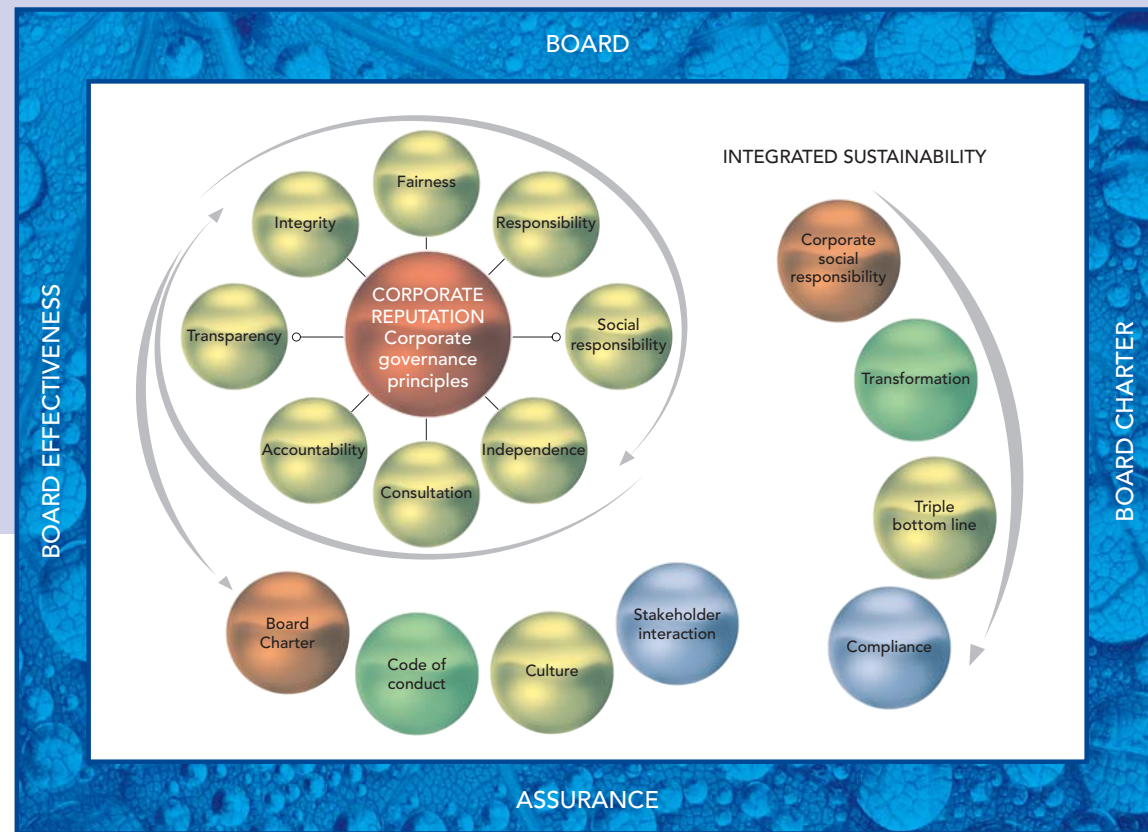 BOARD
BOARD EFFECTIVENESS
BOARD CHARTER
Fairness
Integrity
Responsibility
CORPORATE
REPUTATION
Corporate
governance
principles
Transparency
Social
responsibility
Accountability
Independence
Consultation
INTEGRATED SUSTAINABILITY
Corporate
social
responsibility
Transformation
Triple
bottom line
Compliance
Board
Charter
Code of
conduct
Culture
Stakeholder
interaction
ASSURANCE